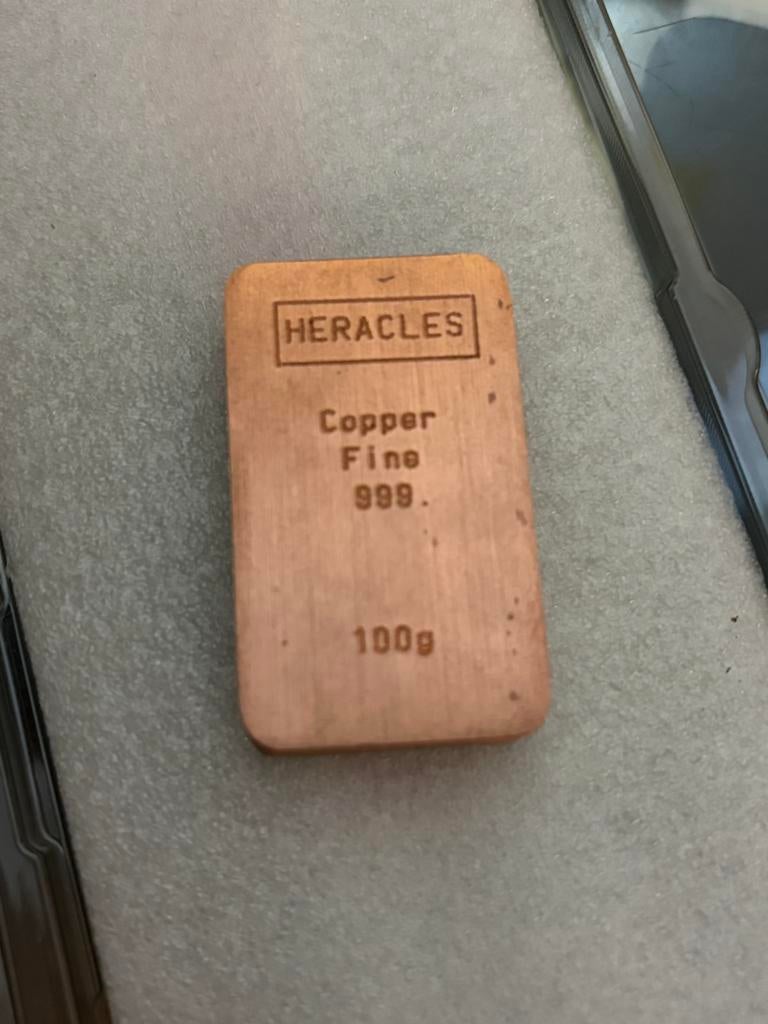 HERACLES
Copper
Fine
999.
100g